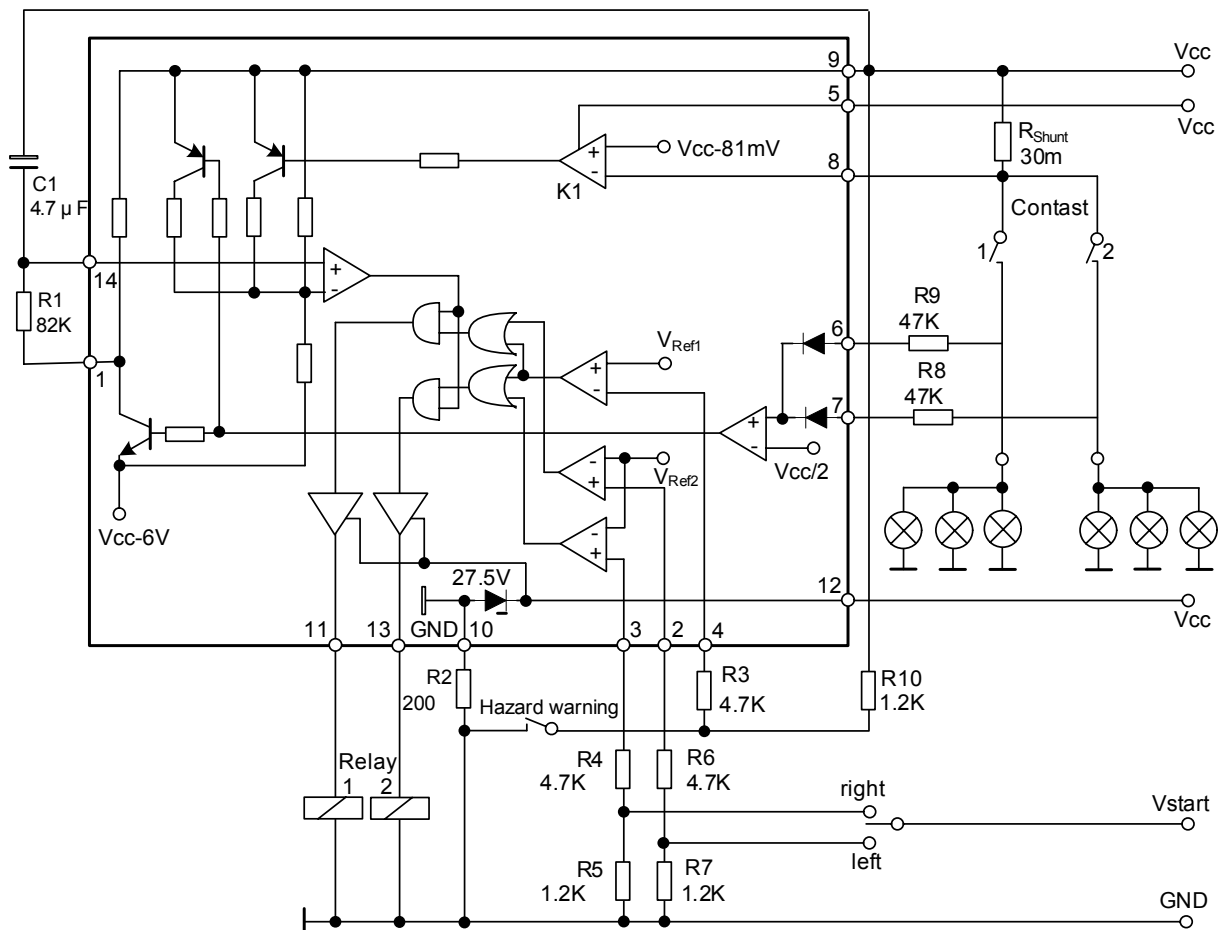 9
Vcc
5
Vcc
RShunt
30m
Vcc-81mV
+
-
K1
8
C1
4.7 µ F
Contast
1
2
14
+
-
R1
82K
R9
47K
6
VRef1
1
+
-
R8
47K
7
+
-
Vcc/2
-
+
VRef2
Vcc-6V
-
+
27.5V
12
Vcc
11
13
GND
10
3
2
4
R2
200
R3
4.7K
R10
1.2K
Hazard warning
R4
4.7K
R6
4.7K
Relay
1
2
right
Vstart
left
R5
1.2K
R7
1.2K
GND